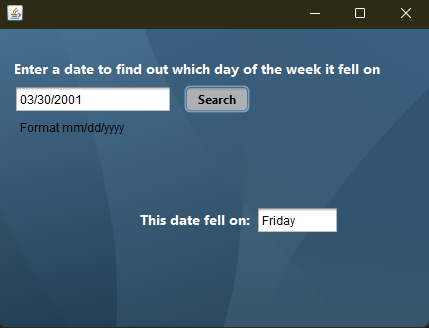 Enter a date to find out which day of the week it fell on
03/30/2001 Search
Format mm/dd/yyyy
This date fell on: Friday